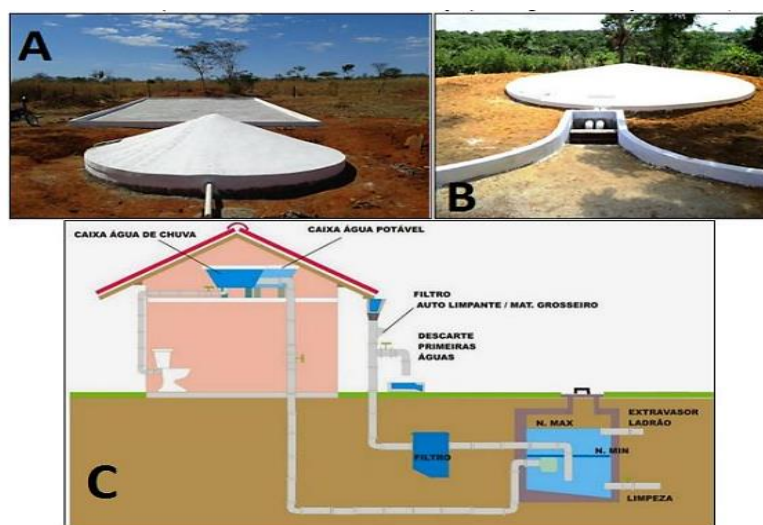 A
B
CAIXA ÁGUA DE CHUVA
CAIXA ÁGUA POTÁVEL
FILTRO
AUTO LIMPANTE / MAT. GROSSEIRO
DESCARTE
PRIMEIRAS
ÁGUAS
N. MAX
EXTRAVASOR
LADRÃO
N. MIN
FILTRO
LIMPEZA
C